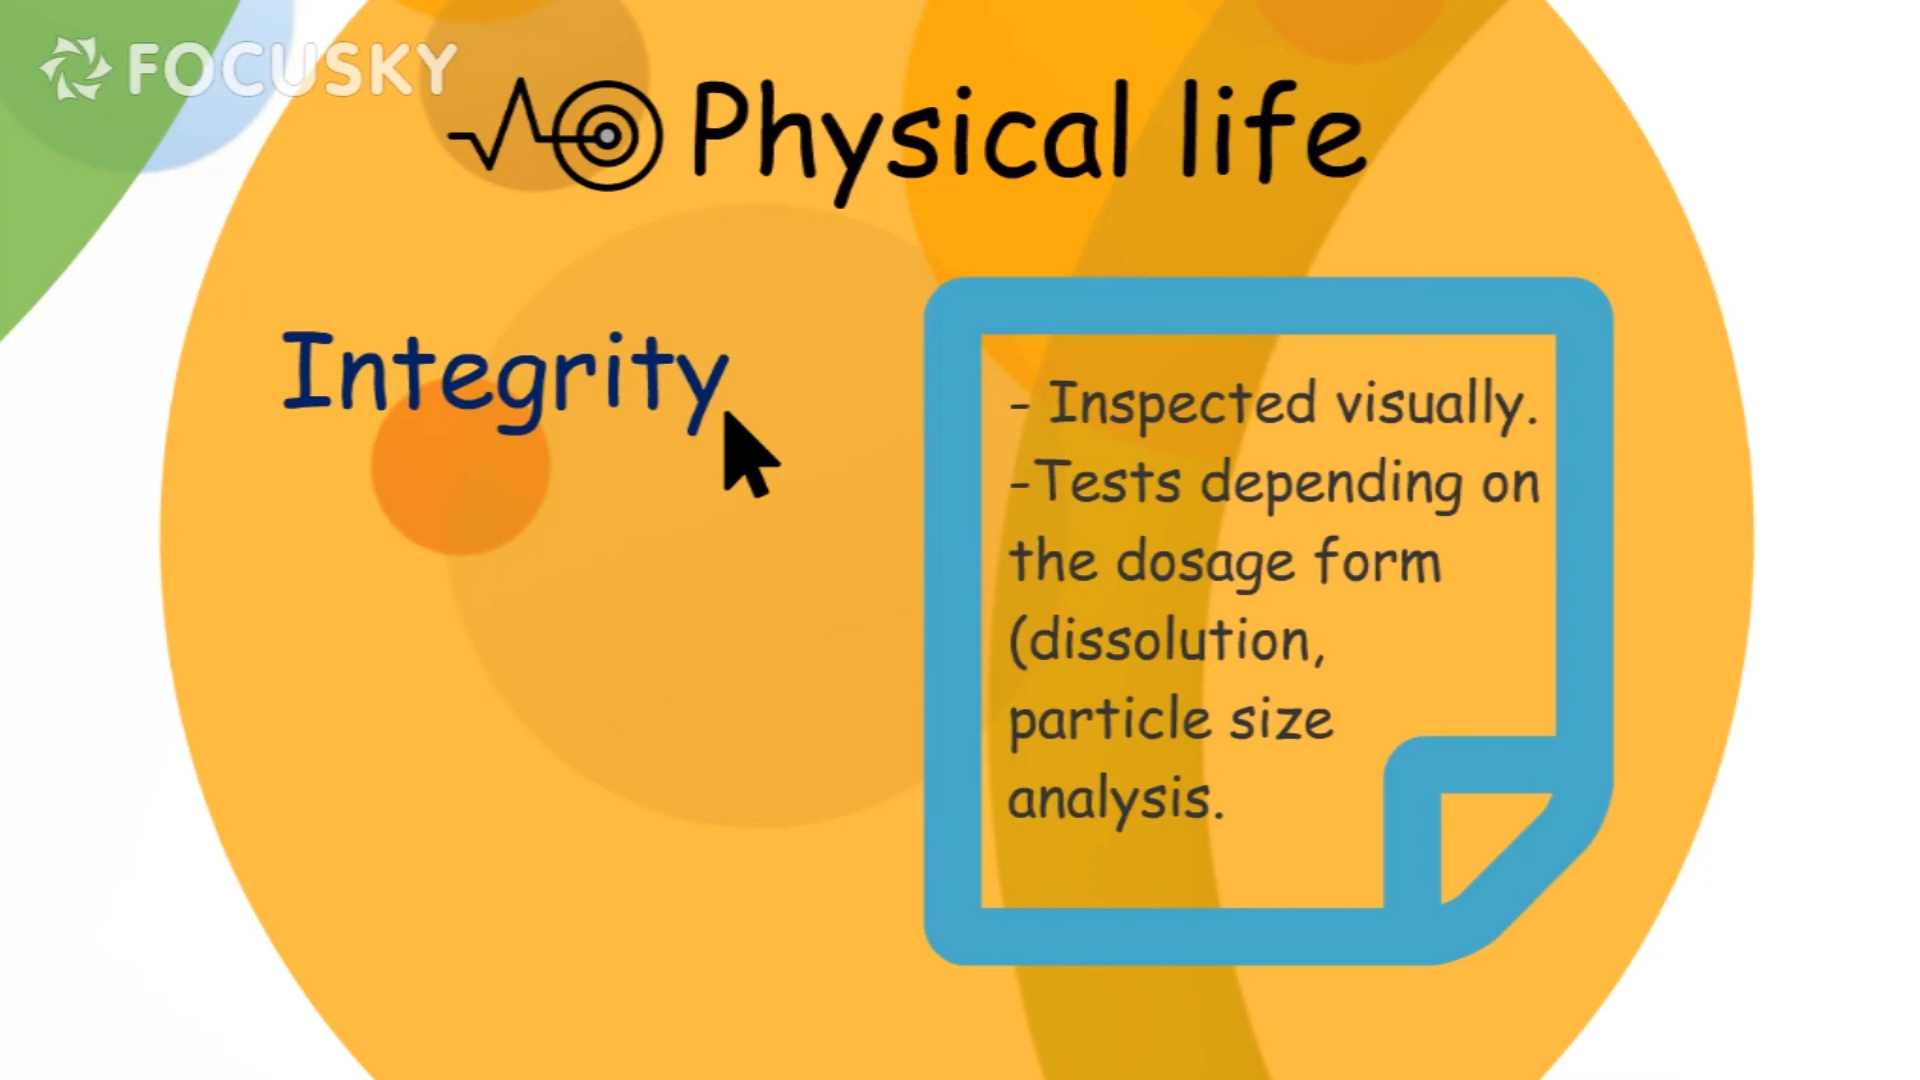 FOCUSKY
Physical life
Integrity
- Inspected visually.
-Tests depending on
the dosage form
(dissolution,
particle size
analysis.